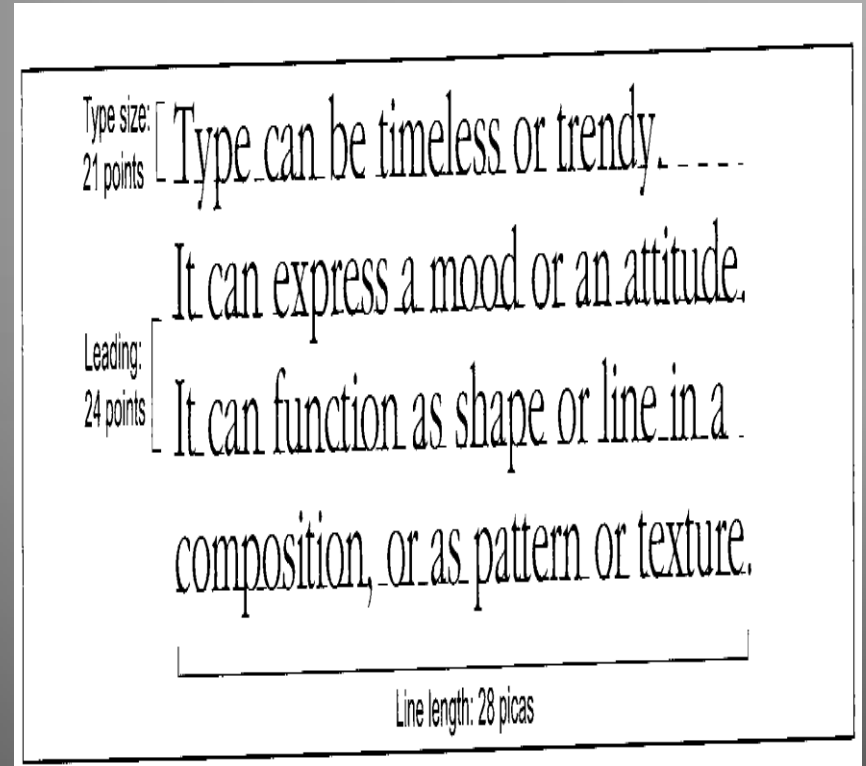 Type size:
21 points
Type can be timeless or trendy.
It can express a mood or an attitude.
Leading:
24 points
It can function as shape or line in a
composition, or as pattern or texture.
Line length: 28 picas